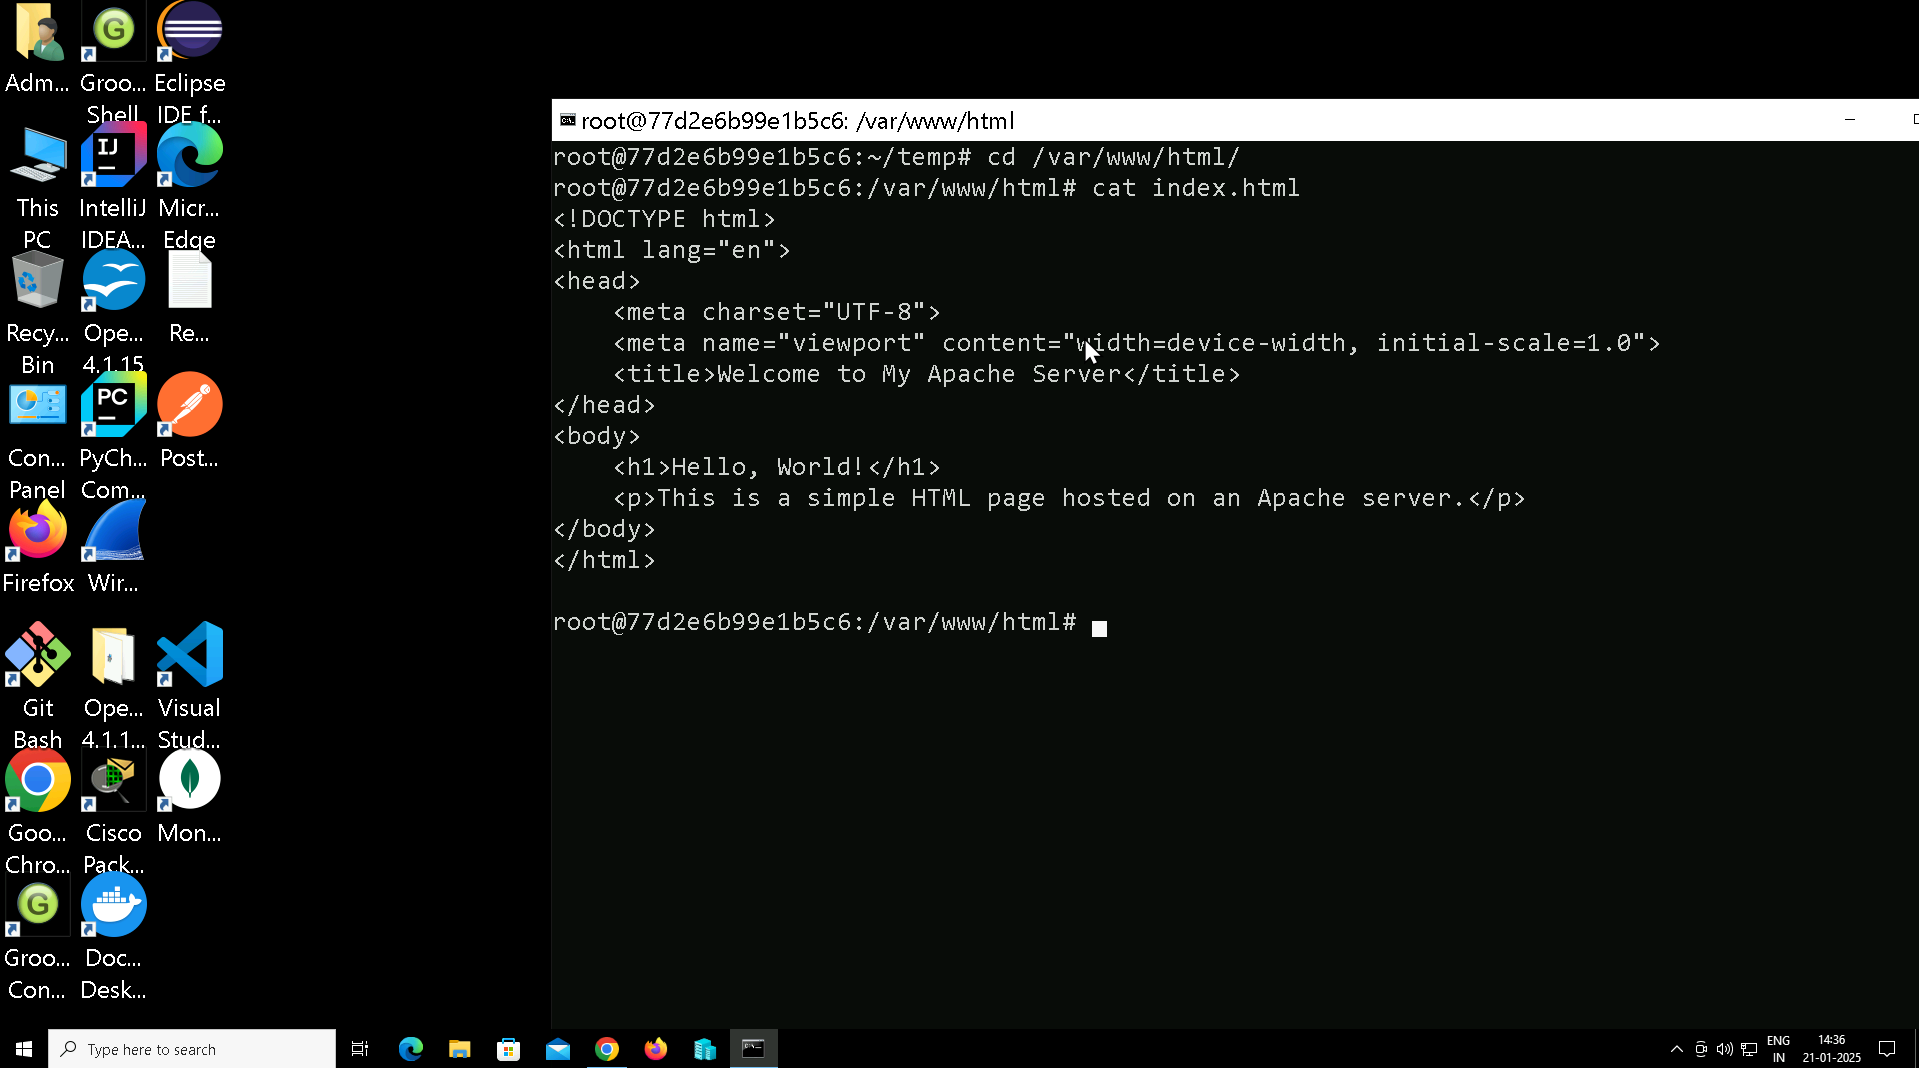 Adm...
Groo...
Shell
Eclipse
IDE f...
This
PC
IntelliJ
IDEA...
Micr...
Edge
Recy...
Bin
Ope...
4.1.15
Re...
Con...
Panel
PyCh...
Com...
Post...
Firefox
Wir...
Git
Bash
Ope...
4.1.1...
Visual
Stud...
Goo...
Chro...
Cisco
Pack...
Mon...
Groo...
Con...
Doc...
Desk...
root@77d2e6b99e1b5c6: /var/www/html
root@77d2e6b99e1b5c6:~/temp# cd /var/www/html/
root@77d2e6b99e1b5c6:/var/www/html# cat index.html
<!DOCTYPE html>
<html lang="en">
<head>
    <meta charset="UTF-8">
    <meta name="viewport" content="width=device-width, initial-scale=1.0">
    <title>Welcome to My Apache Server</title>
</head>
<body>
    <h1>Hello, World!</h1>
    <p>This is a simple HTML page hosted on an Apache server.</p>
</body>
</html>
root@77d2e6b99e1b5c6:/var/www/html#
Type here to search
ENG
IN
14:36
21-01-2025